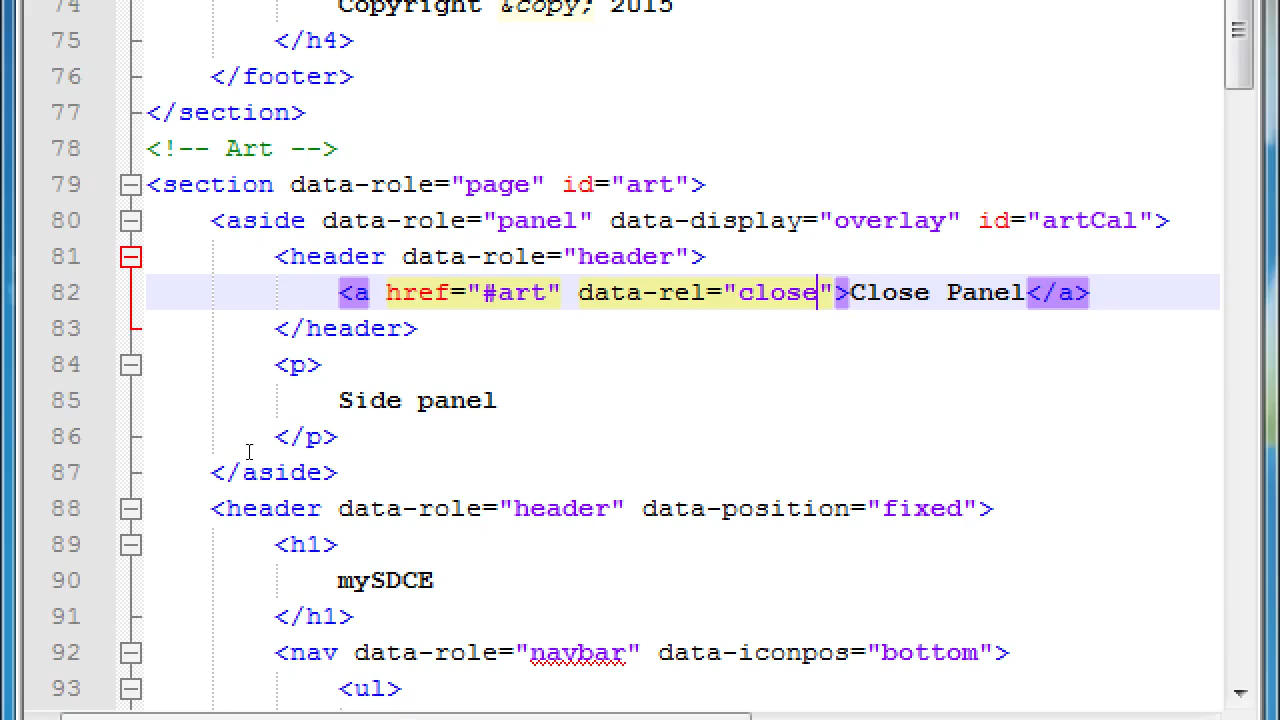 74 Copyright &copy; 2015
75 </h4>
76 </footer>
77 </section>
78 <!-- Art -->
79 <section data-role="page" id="art">
80 <aside data-role="panel" data-display="overlay" id="artCal">
81 <header data-role="header">
82 <a href="#art" data-rel="close">Close Panel</a>
83 </header>
84 <p>
85 Side panel
86 </p>
87 </aside>
88 <header data-role="header" data-position="fixed">
89 <h1>
90 mySDCE
91 </h1>
92 <nav data-role="navbar" data-iconpos="bottom">
93 <ul>